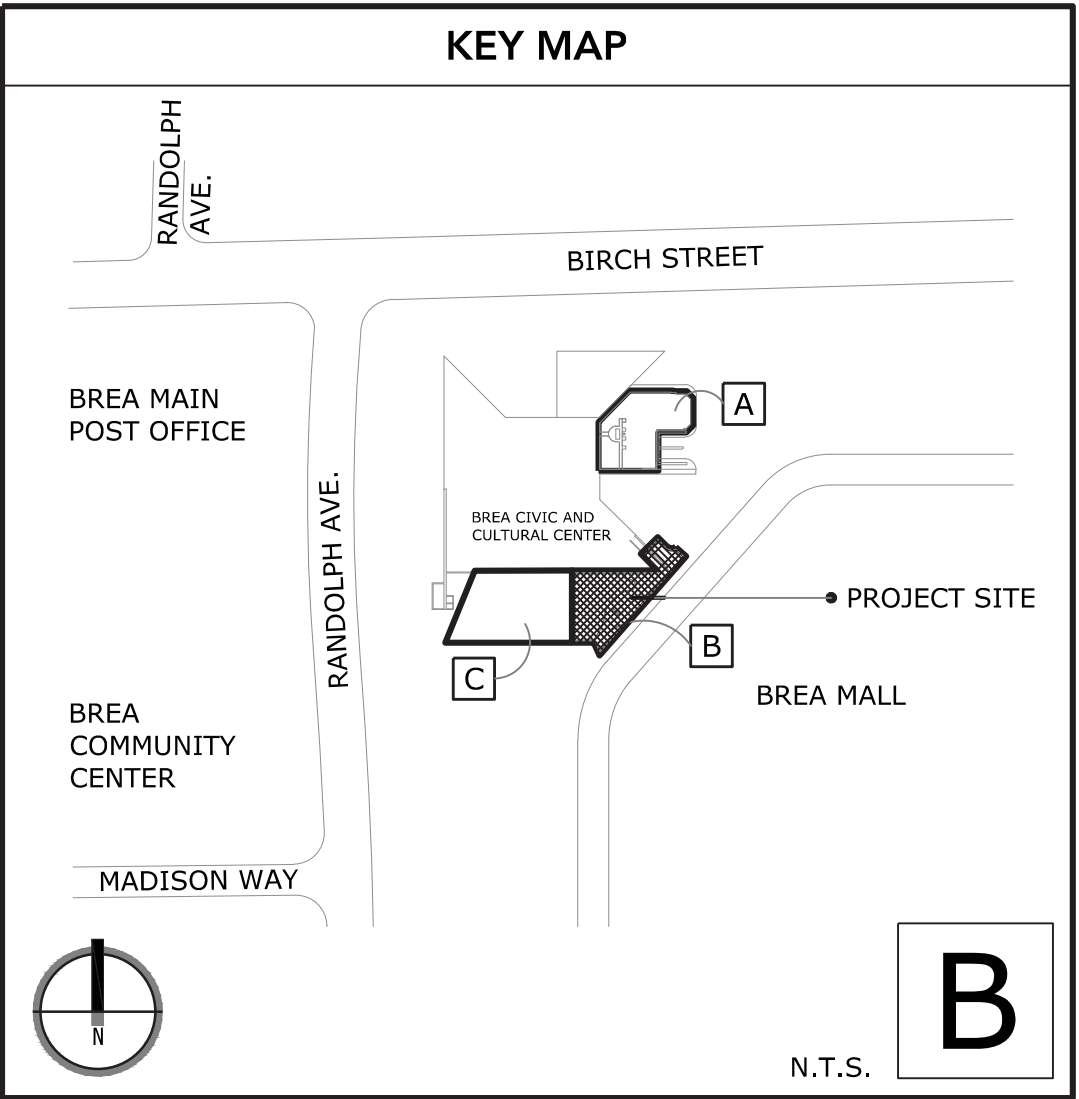 KEY MAP
RANDOLPH
AVE.
BIRCH STREET
BREA MAIN
POST OFFICE
A
RANDOLPH AVE.
BREA CIVIC AND
CULTURAL CENTER
PROJECT SITE
B
C
BREA MALL
BREA
COMMUNITY
CENTER
MADISON WAY
N
N.T.S.
B